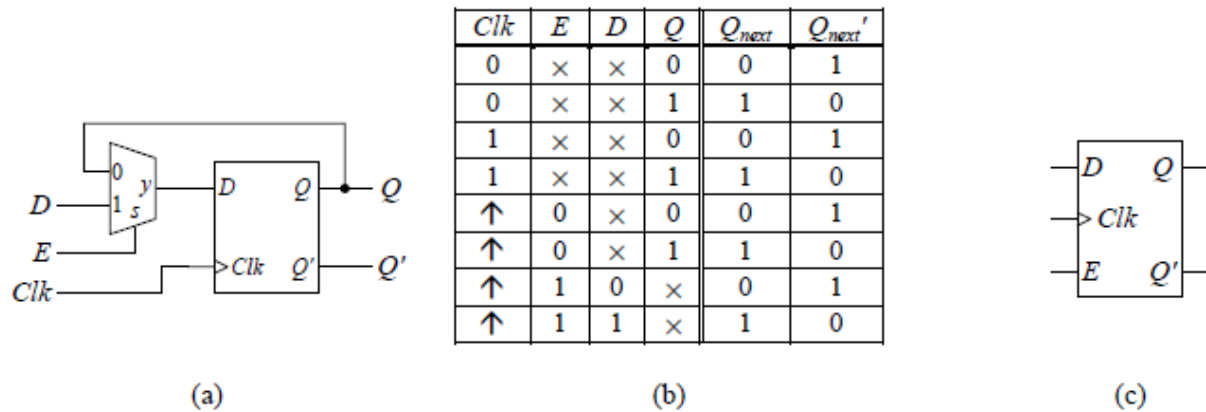 0
1
y
s
D
E
Clk
D
Q
Clk
Q'
Q
Q'
(a)
Clk E D Q Qnext Qnext'
0 × × 0 0 1
0 × × 1 1 0
1 × × 0 0 1
1 × × 1 1 0
↑ 0 × 0 0 1
↑ 0 × 1 1 0
↑ 1 0 × 0 1
↑ 1 1 × 1 0
(b)
D Q
Clk
E Q'
(c)